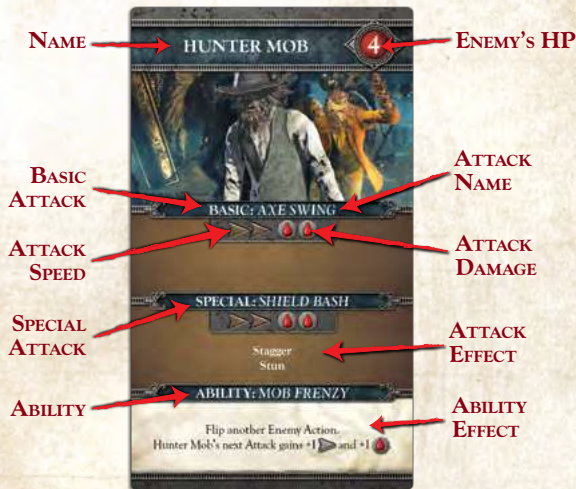 NAME
HUNTER MOB
4
ENEMY'S HP
BASIC ATTACK
BASIC: AXE SWING
ATTACK NAME
ATTACK SPEED
ATTACK DAMAGE
SPECIAL ATTACK
SPECIAL: SHIELD BASH
Stagger
Stun
ATTACK EFFECT
ABILITY
ABILITY: MOB FRENZY
Flip another Enemy Action.
Hunter Mob's next Attack gains +1 and +1
ABILITY EFFECT